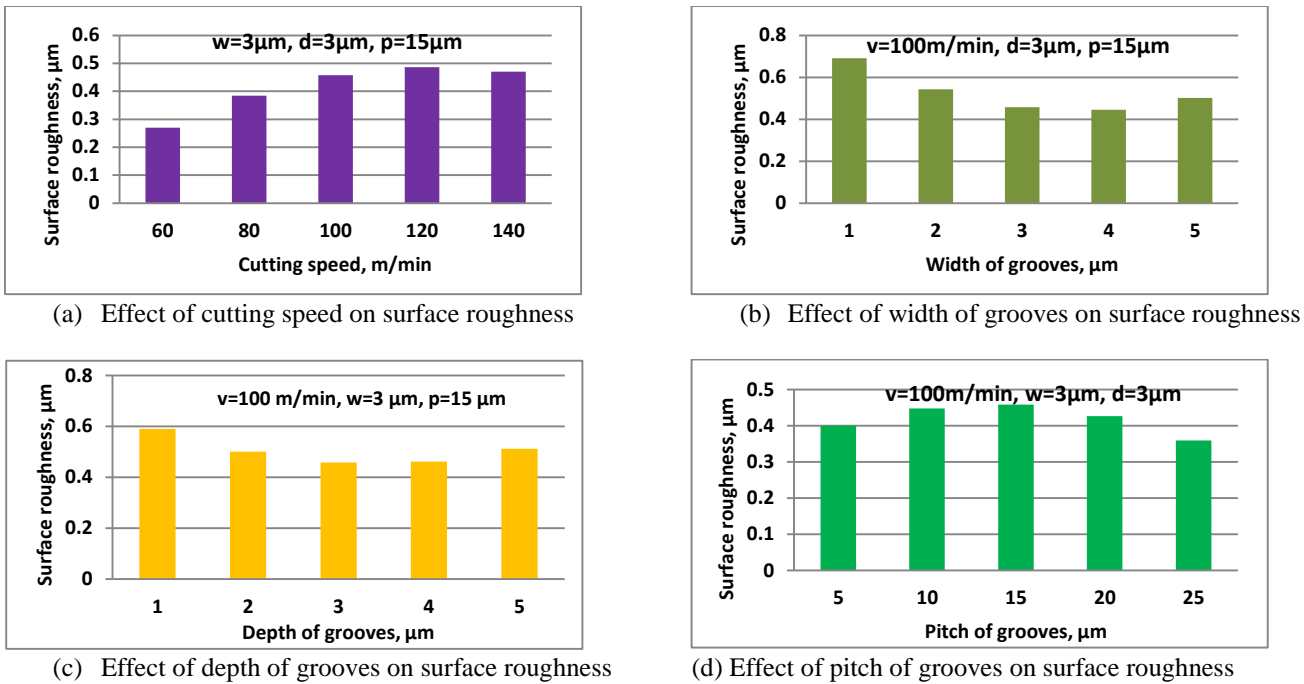 w=3µm, d=3µm, p=15µm
Surface roughness, µm
0.6
0.5
0.4
0.3
0.2
0.1
0
60 80 100 120 140
Cutting speed, m/min
(a) Effect of cutting speed on surface roughness
v=100m/min, d=3µm, p=15µm
Surface roughness, µm
0.8
0.6
0.4
0.2
0
1 2 3 4 5
Width of grooves, µm
(b) Effect of width of grooves on surface roughness
v=100 m/min, w=3 µm, p=15 µm
Surface roughness, µm
0.8
0.6
0.4
0.2
0
1 2 3 4 5
Depth of grooves, µm
(c) Effect of depth of grooves on surface roughness
v=100m/min, w=3µm, d=3µm
Surface roughness, µm
0.5
0.4
0.3
0.2
0.1
0
5 10 15 20 25
Pitch of grooves, µm
(d) Effect of pitch of grooves on surface roughness